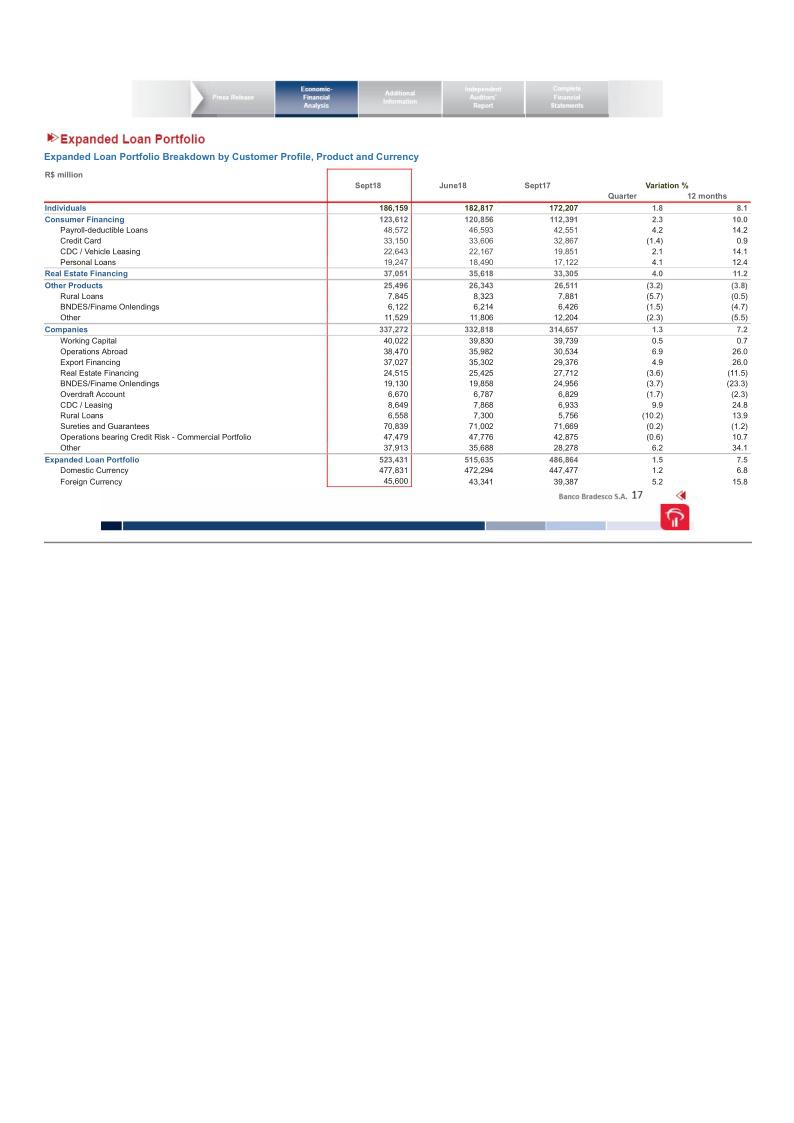 Press Release
Economic-
Financial
Analysis
Additional
Information
Independent
Auditors'
Report
Complete
Financial
Statements
Expanded Loan Portfolio
Expanded Loan Portfolio Breakdown by Customer Profile, Product and Currency
R$ million
Sept18 June18 Sept17 Variation %
Quarter 12 months
Individuals 186,159 182,817 172,207 1.8 8.1
Consumer Financing 123,612 120,856 112,391 2.3 10.0
Payroll-deductible Loans 48,572 46,593 42,551 4.2 14.2
Credit Card 33,150 33,606 32,867 (1.4) 0.9
CDC / Vehicle Leasing 22,643 22,167 19,851 2.1 14.1
Personal Loans 19,247 18,490 17,122 4.1 12.4
Real Estate Financing 37,051 35,618 33,305 4.0 11.2
Other Products 25,496 26,343 26,511 (3.2) (3.8)
Rural Loans 7,845 8,323 7,881 (5.7) (0.5)
BNDES/Finame Onlendings 6,122 6,214 6,426 (1.5) (4.7)
Other 11,529 11,806 12,204 (2.3) (5.5)
Companies 337,272 332,818 314,657 1.3 7.2
Working Capital 40,022 39,830 39,739 0.5 0.7
Operations Abroad 38,470 35,982 30,534 6.9 26.0
Export Financing 37,027 35,302 29,376 4.9 26.0
Real Estate Financing 24,515 25,425 27,712 (3.6) (11.5)
BNDES/Finame Onlendings 19,130 19,858 24,956 (3.7) (23.3)
Overdraft Account 6,670 6,787 6,829 (1.7) (2.3)
CDC / Leasing 8,649 7,868 6,933 9.9 24.8
Rural Loans 6,558 7,300 5,756 (10.2) 13.9
Sureties and Guarantees 70,839 71,002 71,669 (0.2) (1.2)
Operations bearing Credit Risk - Commercial Portfolio 47,479 47,776 42,875 (0.6) 10.7
Other 37,913 35,688 28,278 6.2 34.1
Expanded Loan Portfolio 523,431 515,635 486,864 1.5 7.5
Domestic Currency 477,831 472,294 447,477 1.2 6.8
Foreign Currency 45,600 43,341 39,387 5.2 15.8
Banco Bradesco S.A. 17